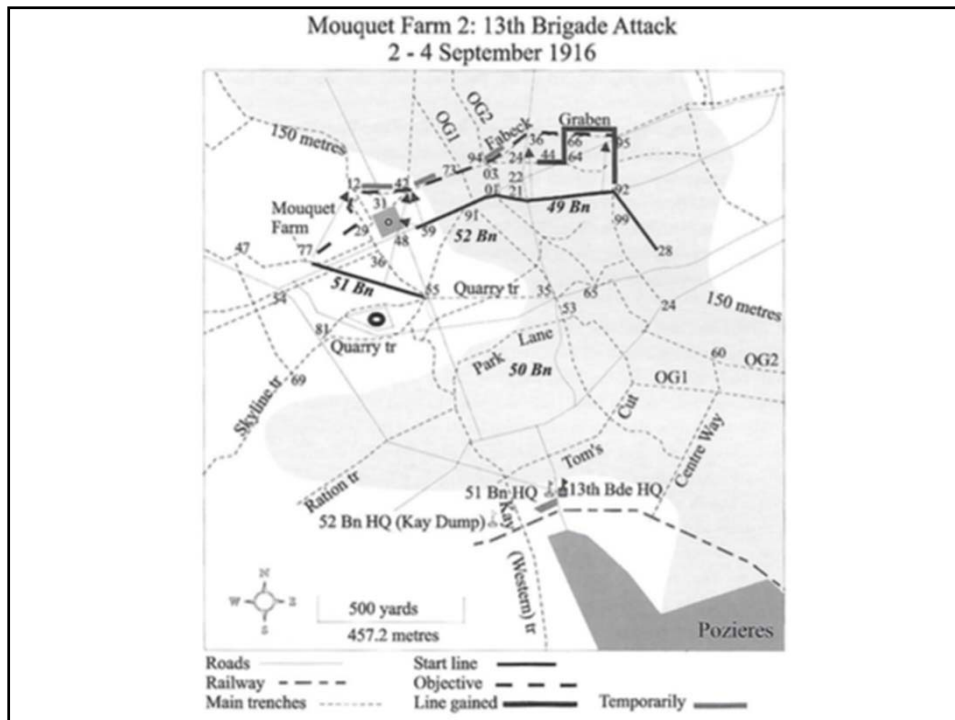 Mouquet Farm 2: 13th Brigade Attack
2 - 4 September 1916
150 metres
OG1
OG2
Fabeck
Graben
36
66
95
94
24
44
64
73
03
22
12
42
01
21
92
31
49 Bn
Mouquet
Farm
29
91
99
48
59
52 Bn
47
77
36
28
51 Bn
55
Quarry tr
35
65
54
53
24
150 metres
81
Quarry tr
Park
Lane
60
OG2
50 Bn
69
OG1
Skyline tr
Cut
Tom's
Centre Way
Ration tr
51 Bn HQ
13th Bde HQ
52 Bn HQ (Kay Dump)
Kay
(Western) tr
N
W
S
500 yards
457.2 metres
Pozieres
Roads
Start line
Railway
Objective
Main trenches
Line gained
Temporarily